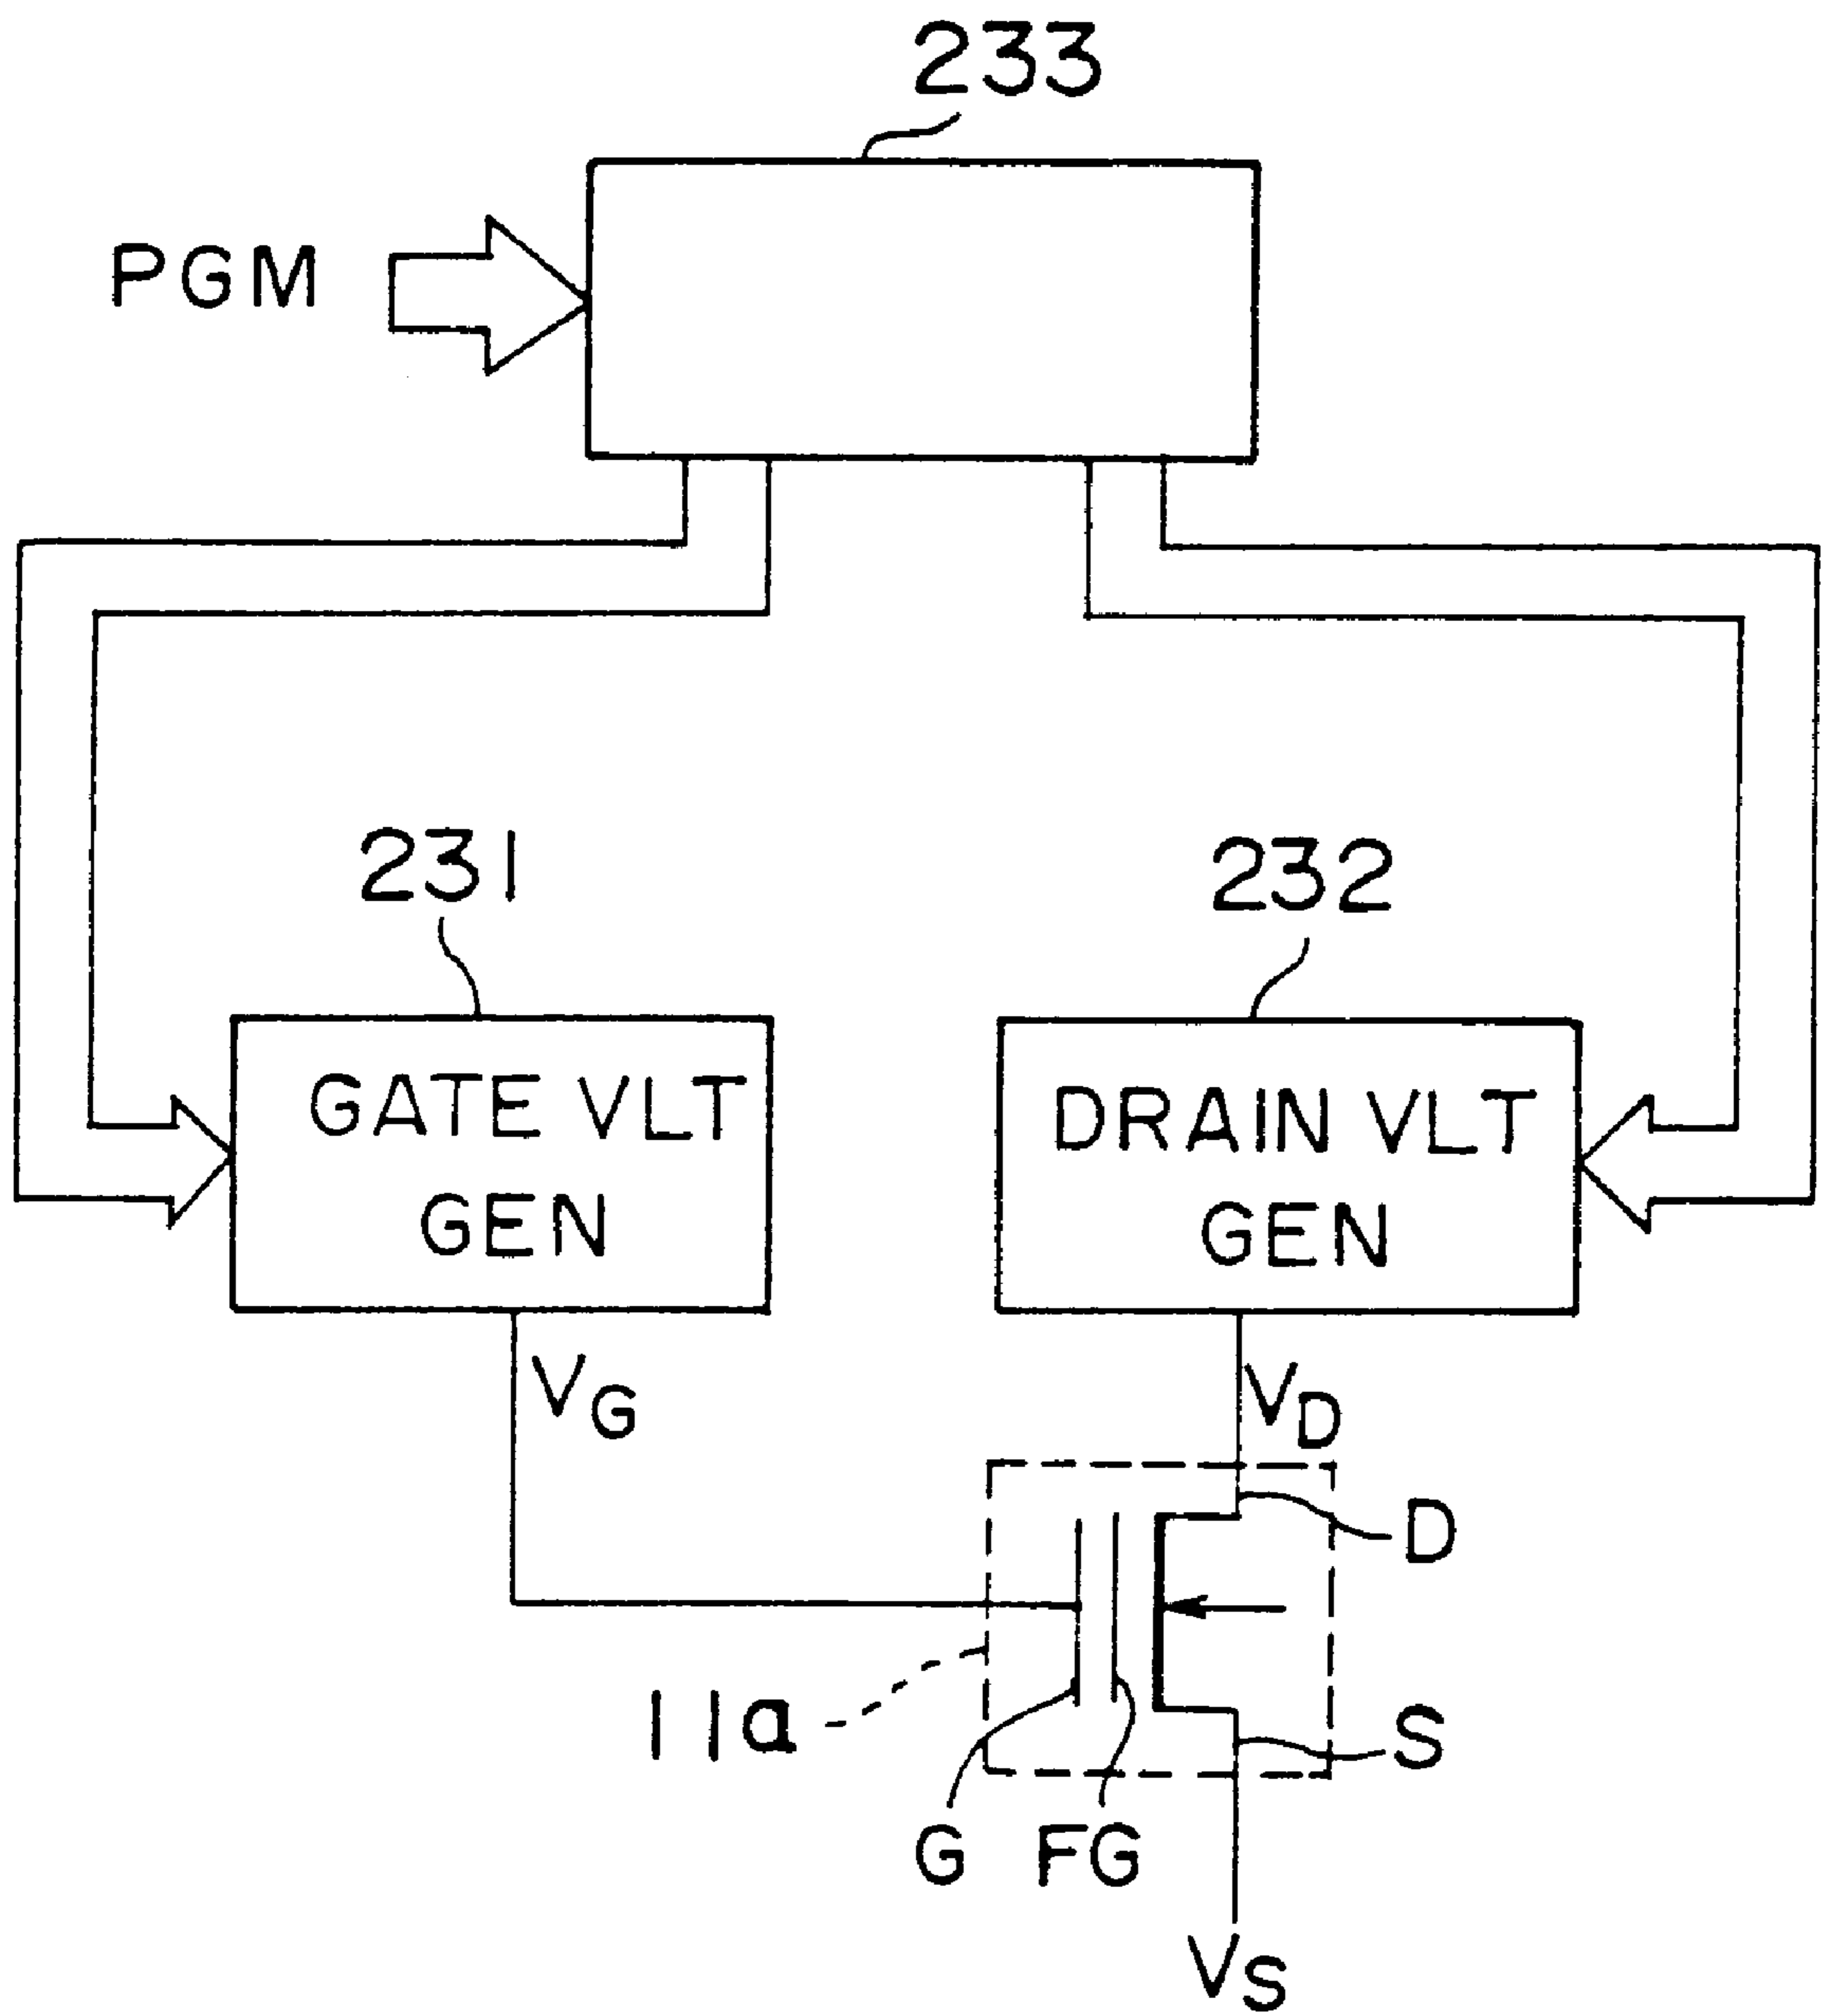 233
PGM
231
232
GATE VLT
GEN
DRAIN VLT
GEN
VG
VD
D
11a
S
G
FG
VS